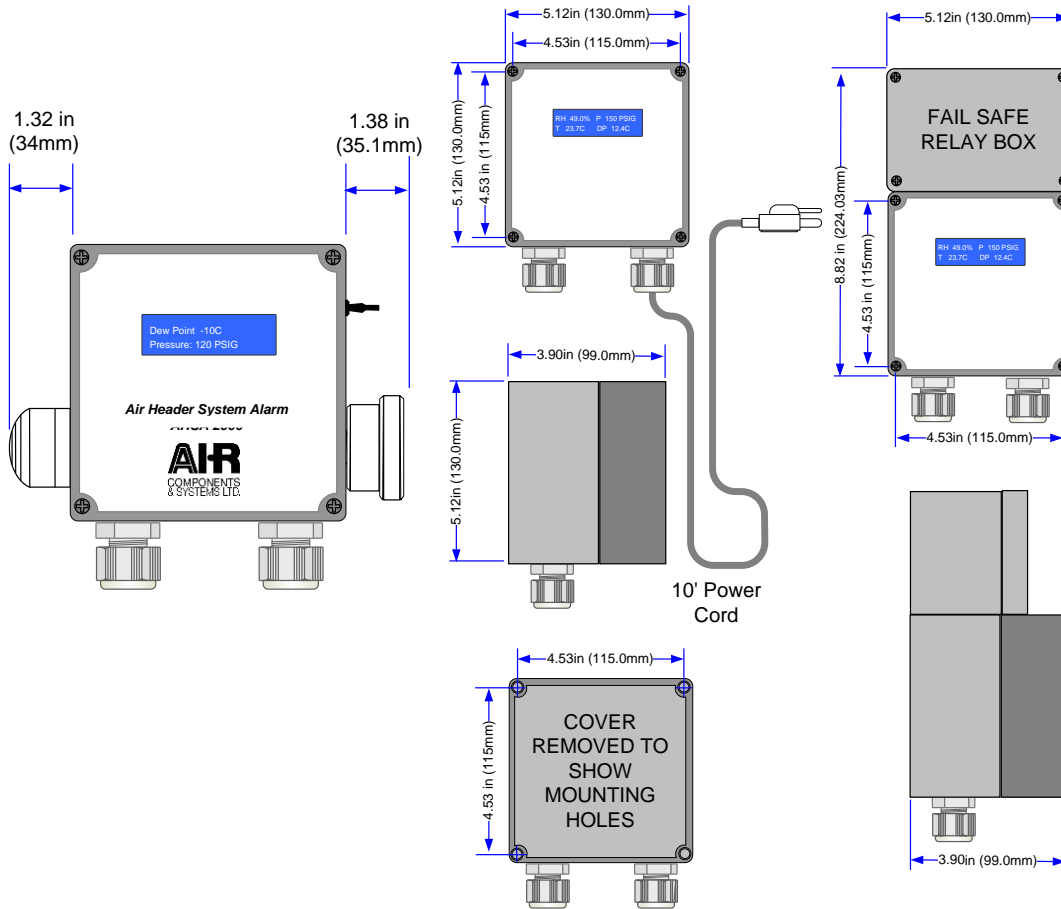 1.32 in
(34mm)
1.38 in
(35.1mm)
Dew Point -10C
Pressure: 120 PSIG
Air Header System Alarm
AIR
COMPONENTS
& SYSTEMS LTD.
5.12in (130.0mm)
4.53in (115.0mm)
5.12in (130.0mm)
4.53 in (115mm)
RH 49.0% P 150 PSIG
T 23.7C DP 12.4C
3.90in (99.0mm)
5.12in (130.0mm)
10' Power
Cord
4.53in (115.0mm)
4.53 in (115mm)
COVER
REMOVED TO
SHOW
MOUNTING
HOLES
5.12in (130.0mm)
FAIL SAFE
RELAY BOX
8.82 in (224.03mm)
4.53 in (115mm)
RH 49.0% P 150 PSIG
T 23.7C DP 12.4C
4.53in (115.0mm)
3.90in (99.0mm)